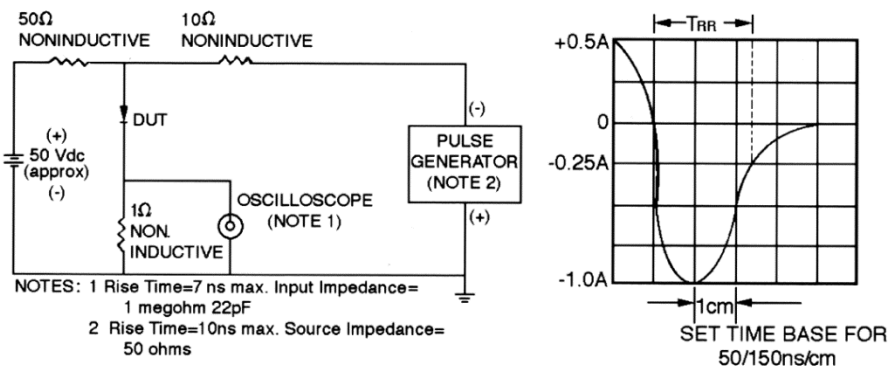 50Ω
NONINDUCTIVE
10Ω
NONINDUCTIVE
DUT
(+)
50 Vdc
(approx)
(-)
1Ω
NON.
INDUCTIVE
OSCILLOSCOPE
(NOTE 1)
(-)
PULSE
GENERATOR
(NOTE 2)
(+)
NOTES: 1 Rise Time=7 ns max. Input Impedance=
1 megohm 22pF
2 Rise Time=10ns max. Source Impedance=
50 ohms
TRR
+0.5A
0
-0.25A
-1.0A
1cm
SET TIME BASE FOR
50/150ns/cm